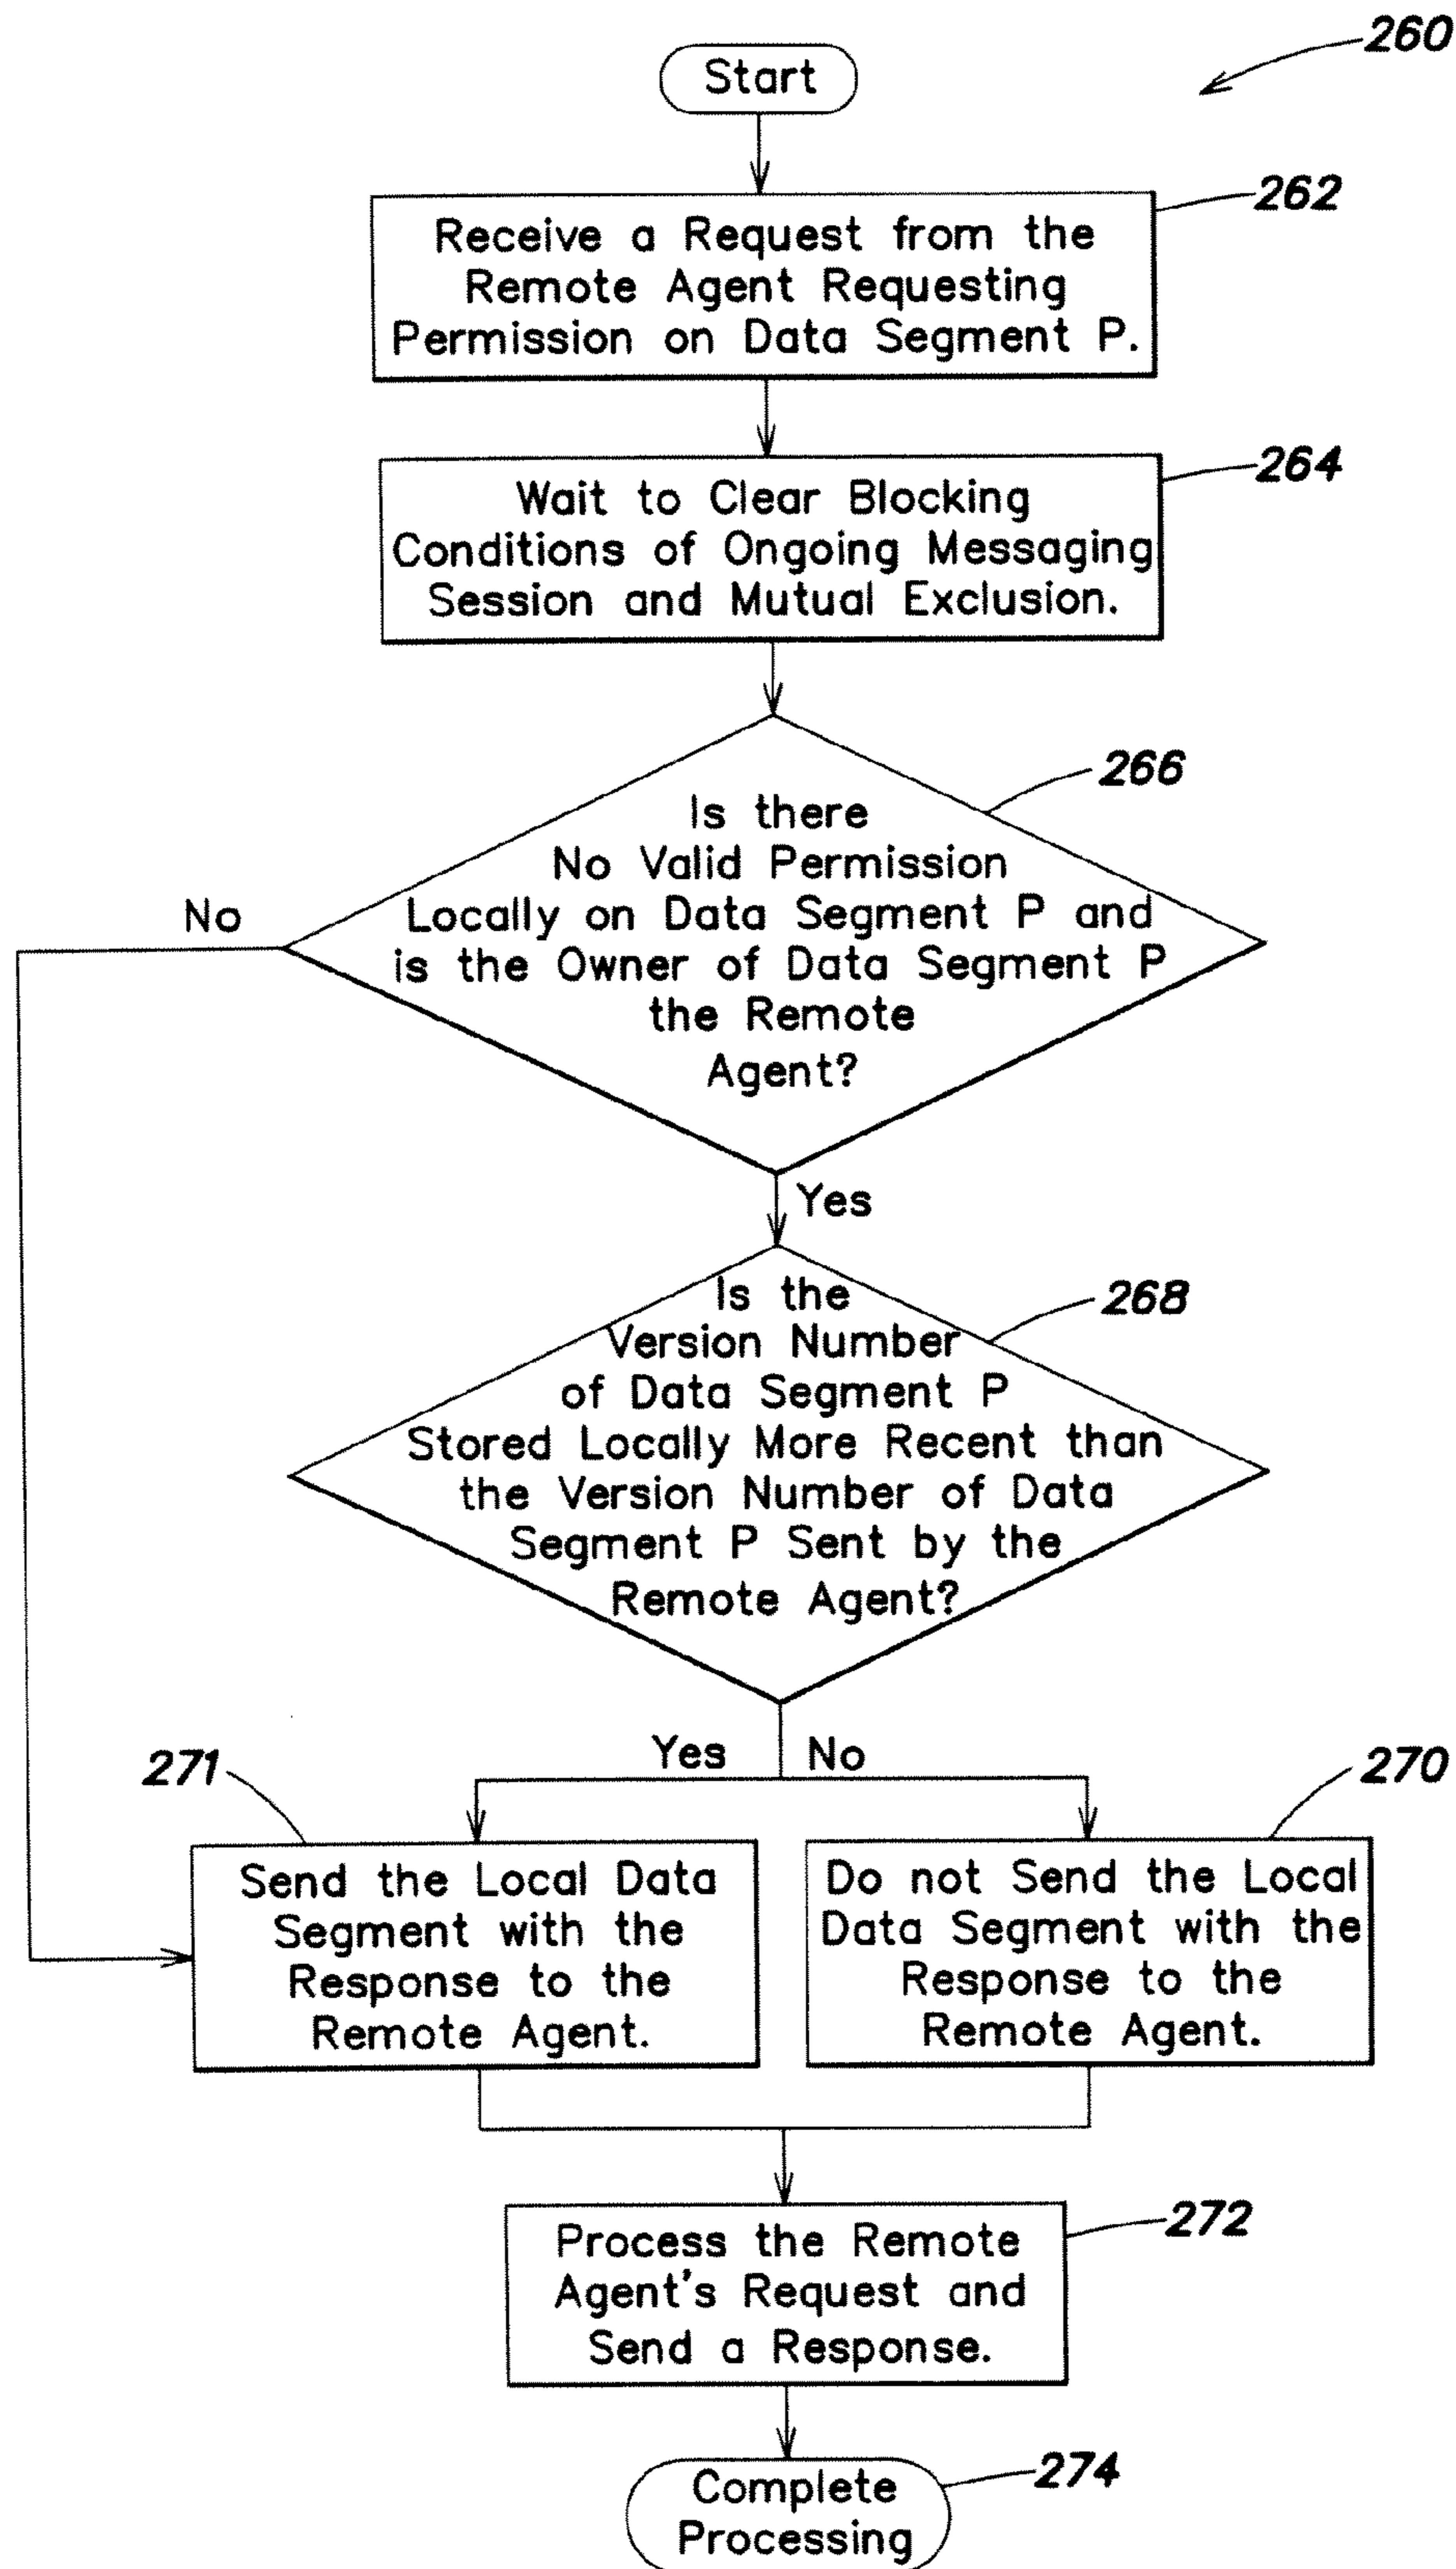 260
Start
262
Receive a Request from the
Remote Agent Requesting
Permission on Data Segment P.
264
Wait to Clear Blocking
Conditions of Ongoing Messaging
Session and Mutual Exclusion.
266
Is there
No Valid Permission
Locally on Data Segment P and
is the Owner of Data Segment P
the Remote
Agent?
No
Yes
268
Is the
Version Number
of Data Segment P
Stored Locally More Recent than
the Version Number of Data
Segment P Sent by the
Remote Agent?
Yes
No
271
270
Send the Local Data
Segment with the
Response to the
Remote Agent.
Do not Send the Local
Data Segment with the
Response to the
Remote Agent.
272
Process the Remote
Agent's Request and
Send a Response.
274
Complete
Processing